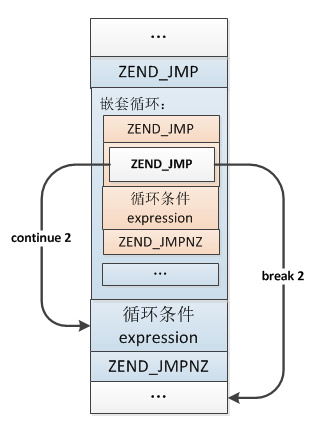 ...
ZEND_JMP
嵌套循环：
ZEND_JMP
ZEND_JMP
循环条件
expression
ZEND_JMPNZ
...
continue 2
break 2
循环条件
expression
ZEND_JMPNZ
...